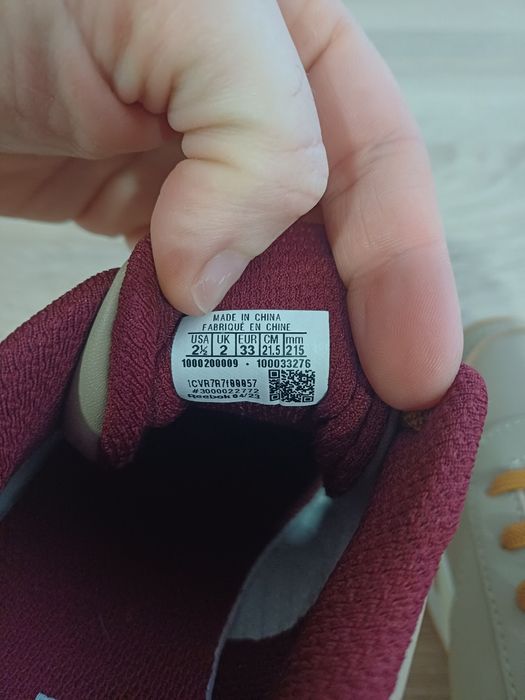 MADE IN CHINA
FABRIQUÉ EN CHINE
USA UK EUR CM mm
2½ 2 33 21.5 215
1000200009 - 100033276
#3000022772
Reebok 04/23